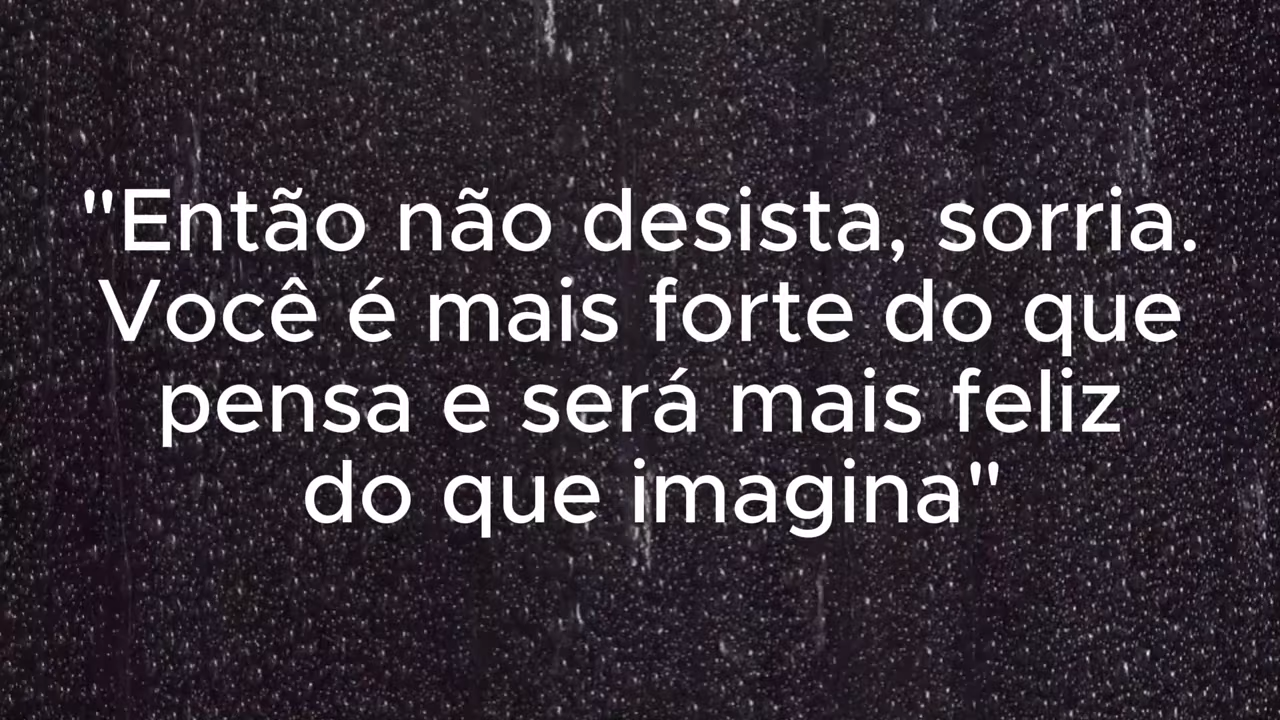 "Então não desista, sorria.
Você é mais forte do que
pensa e será mais feliz
do que imagina"